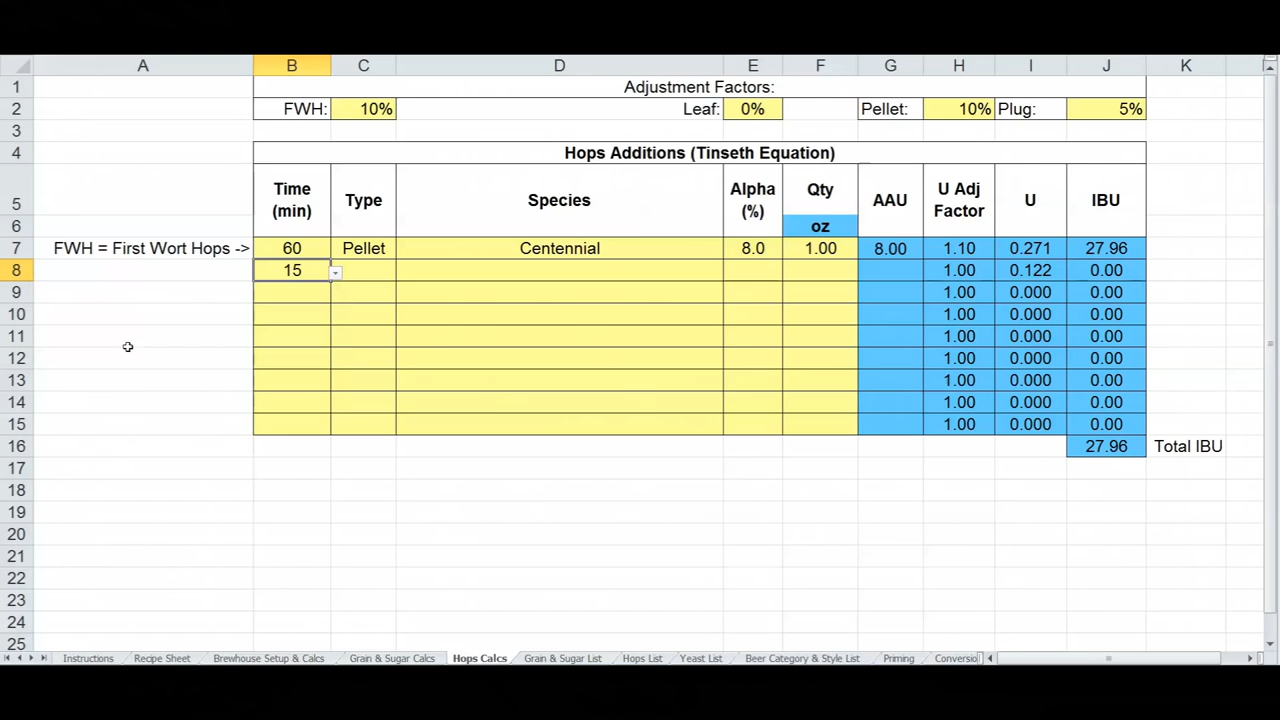 A B C D E F G H I J K
1 Adjustment Factors:
2 FWH: 10% Leaf: 0% Pellet: 10% Plug: 5%
3
4 Hops Additions (Tinseth Equation)
5 Time (min) Type Species Alpha (%) Qty AAU U Adj Factor U IBU
6 oz
7 FWH = First Wort Hops -> 60 Pellet Centennial 8.0 1.00 8.00 1.10 0.271 27.96
8 15 1.00 0.122 0.00
9 1.00 0.000 0.00
10 1.00 0.000 0.00
11 1.00 0.000 0.00
12 1.00 0.000 0.00
13 1.00 0.000 0.00
14 1.00 0.000 0.00
15 1.00 0.000 0.00
16 27.96 Total IBU
17
18
19
20
21
22
23
24
25
Instructions Recipe Sheet Brewhouse Setup & Calcs Grain & Sugar Calcs Hops Calcs Grain & Sugar List Hops List Yeast List Beer Category & Style List Priming Conversio